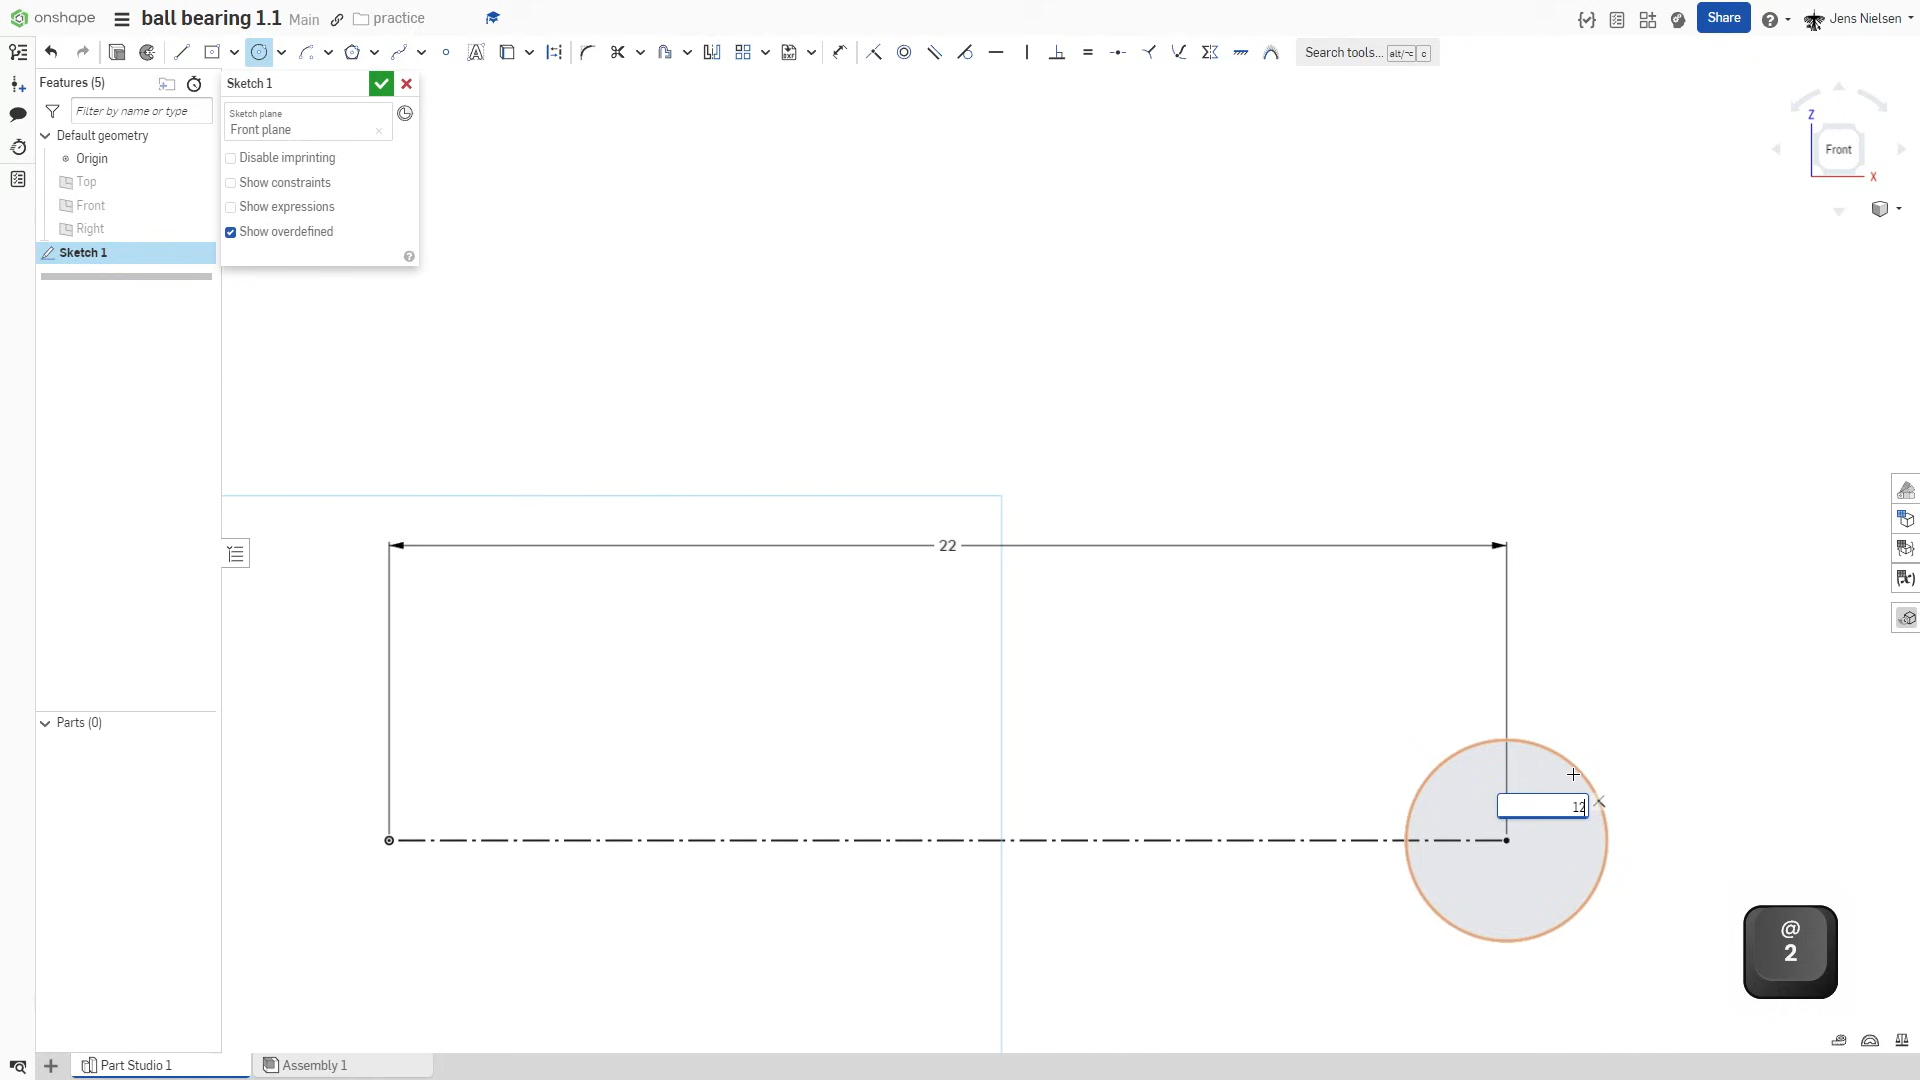 onshape ball bearing 1.1 Main practice Share Jens Nielsen
Search tools... alt/⌥ c
Features (5)
Filter by name or type
Default geometry
Origin
Top
Front
Right
Sketch 1
Sketch 1
Sketch plane
Front plane
Disable imprinting
Show constraints
Show expressions
Show overdefined
Z
Front
X
22
12
Parts (0)
@
2
Part Studio 1
Assembly 1